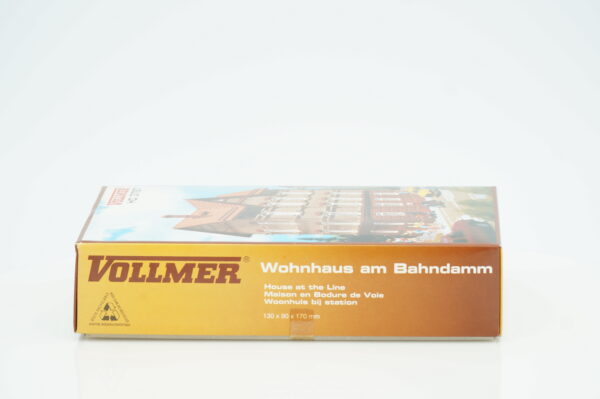 VOLLMER
VOLLMER®
Wohnhaus am Bahndamm
House at the Line
Maison en Bodure de Voie
Woonhuis bij station
130 x 90 x 170 mm